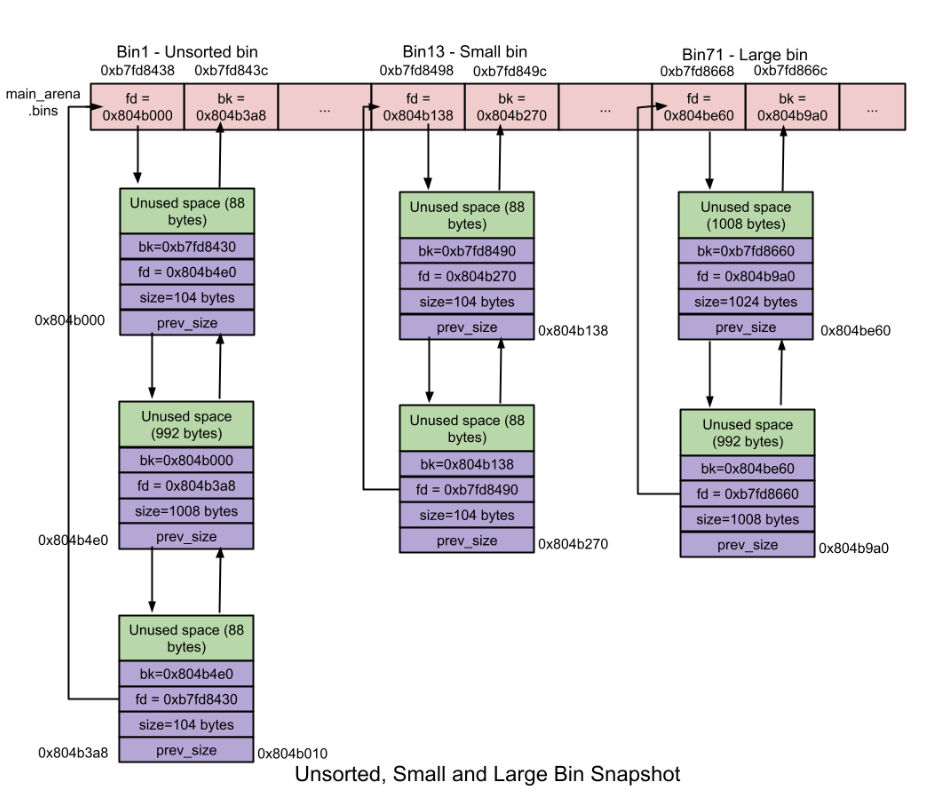 Bin1 - Unsorted bin
0xb7fd8438 0xb7fd843c
Bin13 - Small bin
0xb7fd8498 0xb7fd849c
Bin71 - Large bin
0xb7fd8668 0xb7fd866c
main_arena
.bins
fd =
0x804b000
bk =
0x804b3a8
...
fd =
0x804b138
bk =
0x804b270
...
fd =
0x804be60
bk =
0x804b9a0
...
Unused space (88
bytes)
bk=0xb7fd8430
fd = 0x804b4e0
size=104 bytes
prev_size
0x804b000
Unused space
(992 bytes)
bk=0x804b000
fd = 0x804b3a8
size=1008 bytes
prev_size
0x804b4e0
Unused space (88
bytes)
bk=0x804b4e0
fd = 0xb7fd8430
size=104 bytes
prev_size
0x804b3a8
0x804b010
Unused space (88
bytes)
bk=0xb7fd8490
fd = 0x804b270
size=104 bytes
prev_size
0x804b138
Unused space (88
bytes)
bk=0x804b138
fd = 0xb7fd8490
size=104 bytes
prev_size
0x804b270
Unused space
(1008 bytes)
bk=0xb7fd8660
fd = 0x804b9a0
size=1024 bytes
prev_size
0x804be60
Unused space
(992 bytes)
bk=0x804be60
fd = 0xb7fd8660
size=1008 bytes
prev_size
0x804b9a0
Unsorted, Small and Large Bin Snapshot